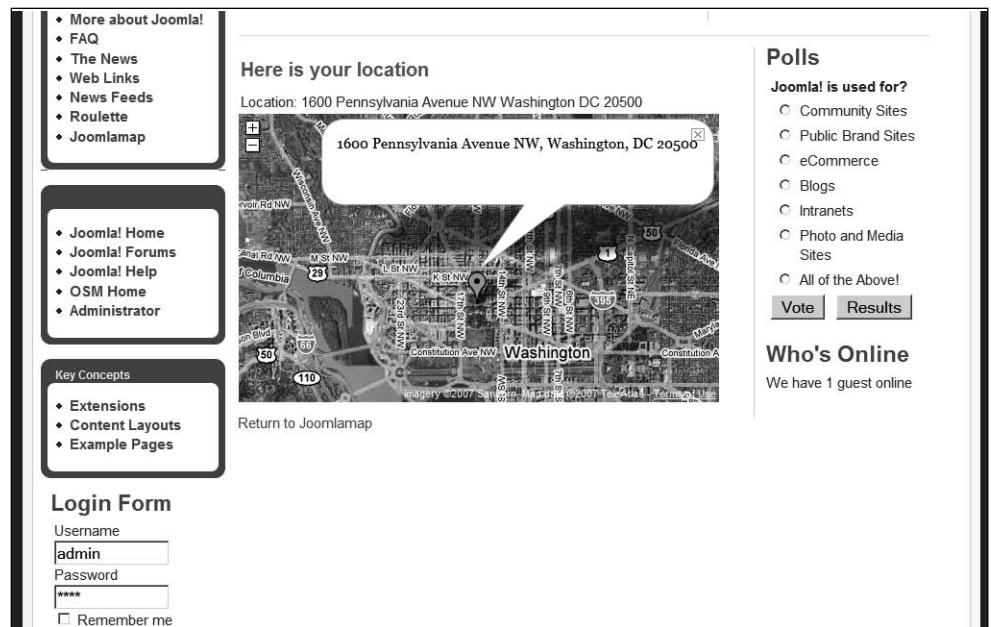 More about Joomla!
FAQ
The News
Web Links
News Feeds
Roulette
Joomlamap
Joomla! Home
Joomla! Forums
Joomla! Help
OSM Home
Administrator
Key Concepts
Extensions
Content Layouts
Example Pages
Login Form
Username
admin
Password
****
Remember me
Here is your location
Location: 1600 Pennsylvania Avenue NW Washington DC 20500
1600 Pennsylvania Avenue NW, Washington, DC 20500
Wisconsin Ave NW
voir Rd NW
M St NW
L St NW
K St NW
29
50
1
395
66
50
110
23rd St NW
17th St NW
14th St NW
Constitution Ave NW
Washington
Constitution A
Terms of Use
Return to Joomlamap
Polls
Joomla! is used for?
Community Sites
Public Brand Sites
eCommerce
Blogs
Intranets
Photo and Media
Sites
All of the Above!
Vote Results
Who's Online
We have 1 guest online